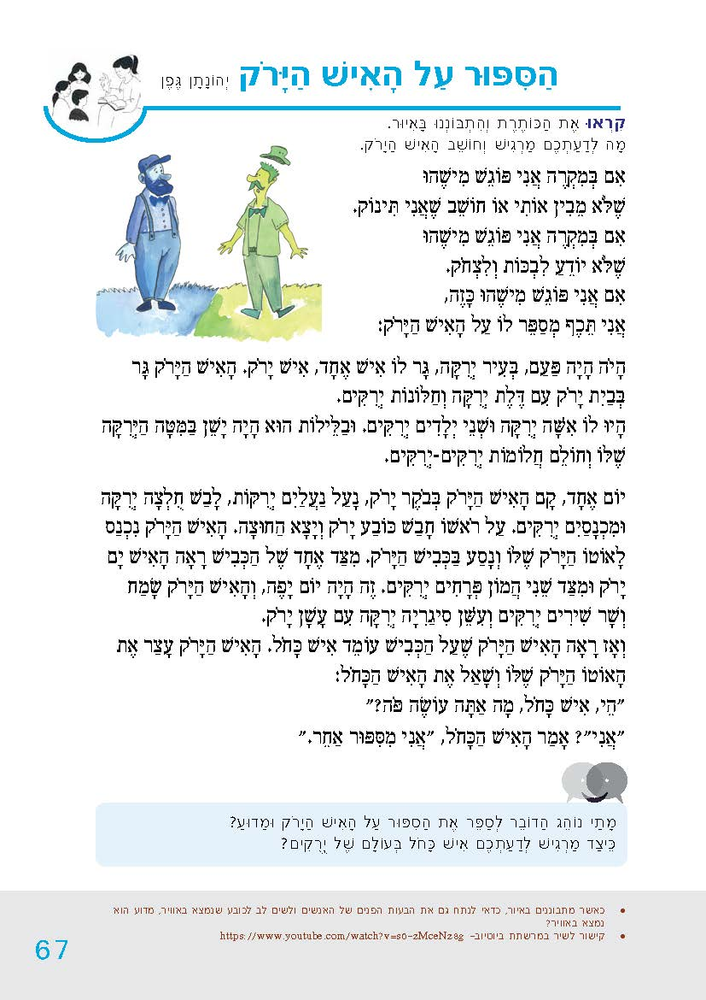 הַסִּפּוּר עַל הָאִישׁ הַיָּרֹק יְהוֹנָתָן גֶּפֶן
קִרְאוּ אֶת הַכּוֹתֶרֶת וְהִתְבּוֹנְנוּ בָּאִיּוּר.
מָה לְדַעְתְּכֶם מַרְגִּישׁ וְחוֹשֵׁב הָאִישׁ הַיָּרֹק.
אִם בְּמִקְרֶה אֲנִי פּוֹגֵשׁ מִישֶׁהוּ
שֶׁלֹּא מֵבִין אוֹתִי אוֹ חוֹשֵׁב שֶׁאֲנִי תִּינוֹק.
אִם בְּמִקְרֶה אֲנִי פּוֹגֵשׁ מִישֶׁהוּ
שֶׁלֹּא יוֹדֵעַ לִבְכּוֹת וְלִצְחֹק.
אִם אֲנִי פּוֹגֵשׁ מִישֶׁהוּ כָּזֶה,
אֲנִי תֵּכֶף מְסַפֵּר לוֹ עַל הָאִישׁ הַיָּרֹק:
הָיֹה הָיָה פַּעַם, בְּעִיר יְרֻקָּה, גָּר לוֹ אִישׁ אֶחָד, אִישׁ יָרֹק. הָאִישׁ הַיָּרֹק גָּר
בְּבַיִת יָרֹק עִם דֶּלֶת יְרֻקָּה וְחַלּוֹנוֹת יְרֻקִּים.
הָיוּ לוֹ אִשָּׁה יְרֻקָּה וּשְׁנֵי יְלָדִים יְרֻקִּים. וּבַלֵּילוֹת הוּא הָיָה יָשֵׁן בַּמִּטָּה הַיְּרֻקָּה
שֶׁלּוֹ וְחוֹלֵם חֲלוֹמוֹת יְרֻקִּים-יְרֻקִּים.
יוֹם אֶחָד, קָם הָאִישׁ הַיָּרֹק בְּבֹקֶר יָרֹק, נָעַל נַעֲלַיִם יְרֻקּוֹת, לָבַשׁ חֻלְצָה יְרֻקָּה
וּמִכְנָסַיִם יְרֻקִּים. עַל רֹאשׁוֹ חָבַשׁ כּוֹבַע יָרֹק וְיָצָא הַחוּצָה. הָאִישׁ הַיָּרֹק נִכְנַס
לָאוֹטוֹ הַיָּרֹק שֶׁלּוֹ וְנָסַע בַּכְּבִישׁ הַיָּרֹק. מִצַּד אֶחָד שֶׁל הַכְּבִישׁ רָאָה הָאִישׁ יָם
יָרֹק וּמִצַּד שֵׁנִי הֲמוֹן פְּרָחִים יְרֻקִּים. זֶה הָיָה יוֹם יָפֶה, וְהָאִישׁ הַיָּרֹק שָׂמַח
וְשָׁר שִׁירִים יְרֻקִּים וְעִשֵּׁן סִיגַרְיָה יְרֻקָּה עִם עָשָׁן יָרֹק.
וְאָז רָאָה הָאִישׁ הַיָּרֹק שֶׁעַל הַכְּבִישׁ עוֹמֵד אִישׁ כָּחֹל. הָאִישׁ הַיָּרֹק עָצַר אֶת
הָאוֹטוֹ הַיָּרֹק שֶׁלּוֹ וְשָׁאַל אֶת הָאִישׁ הַכָּחֹל:
"הֵי, אִישׁ כָּחֹל, מָה אַתָּה עוֹשֶׂה פֹּה?"
"אֲנִי"? אָמַר הָאִישׁ הַכָּחֹל, "אֲנִי מִסִּפּוּר אַחֵר."
מָתַי נוֹהֵג הַדּוֹבֵר לְסַפֵּר אֶת הַסִּפּוּר עַל הָאִישׁ הַיָּרֹק וּמַדּוּעַ?
כֵּיצַד מַרְגִּישׁ לְדַעְתְּכֶם אִישׁ כָּחֹל בְּעוֹלָם שֶׁל יְרֻקִּים?
• כאשר מתבוננים באיור, כדאי לנתח גם את הבעות הפנים של האנשים ולשים לב לכובע שנמצא באוויר, מדוע הוא
נמצא באוויר?
• קישור לשיר במרשתת ביוטיוב- https://www.youtube.com/watch?v=s6-zMceNz8g
67